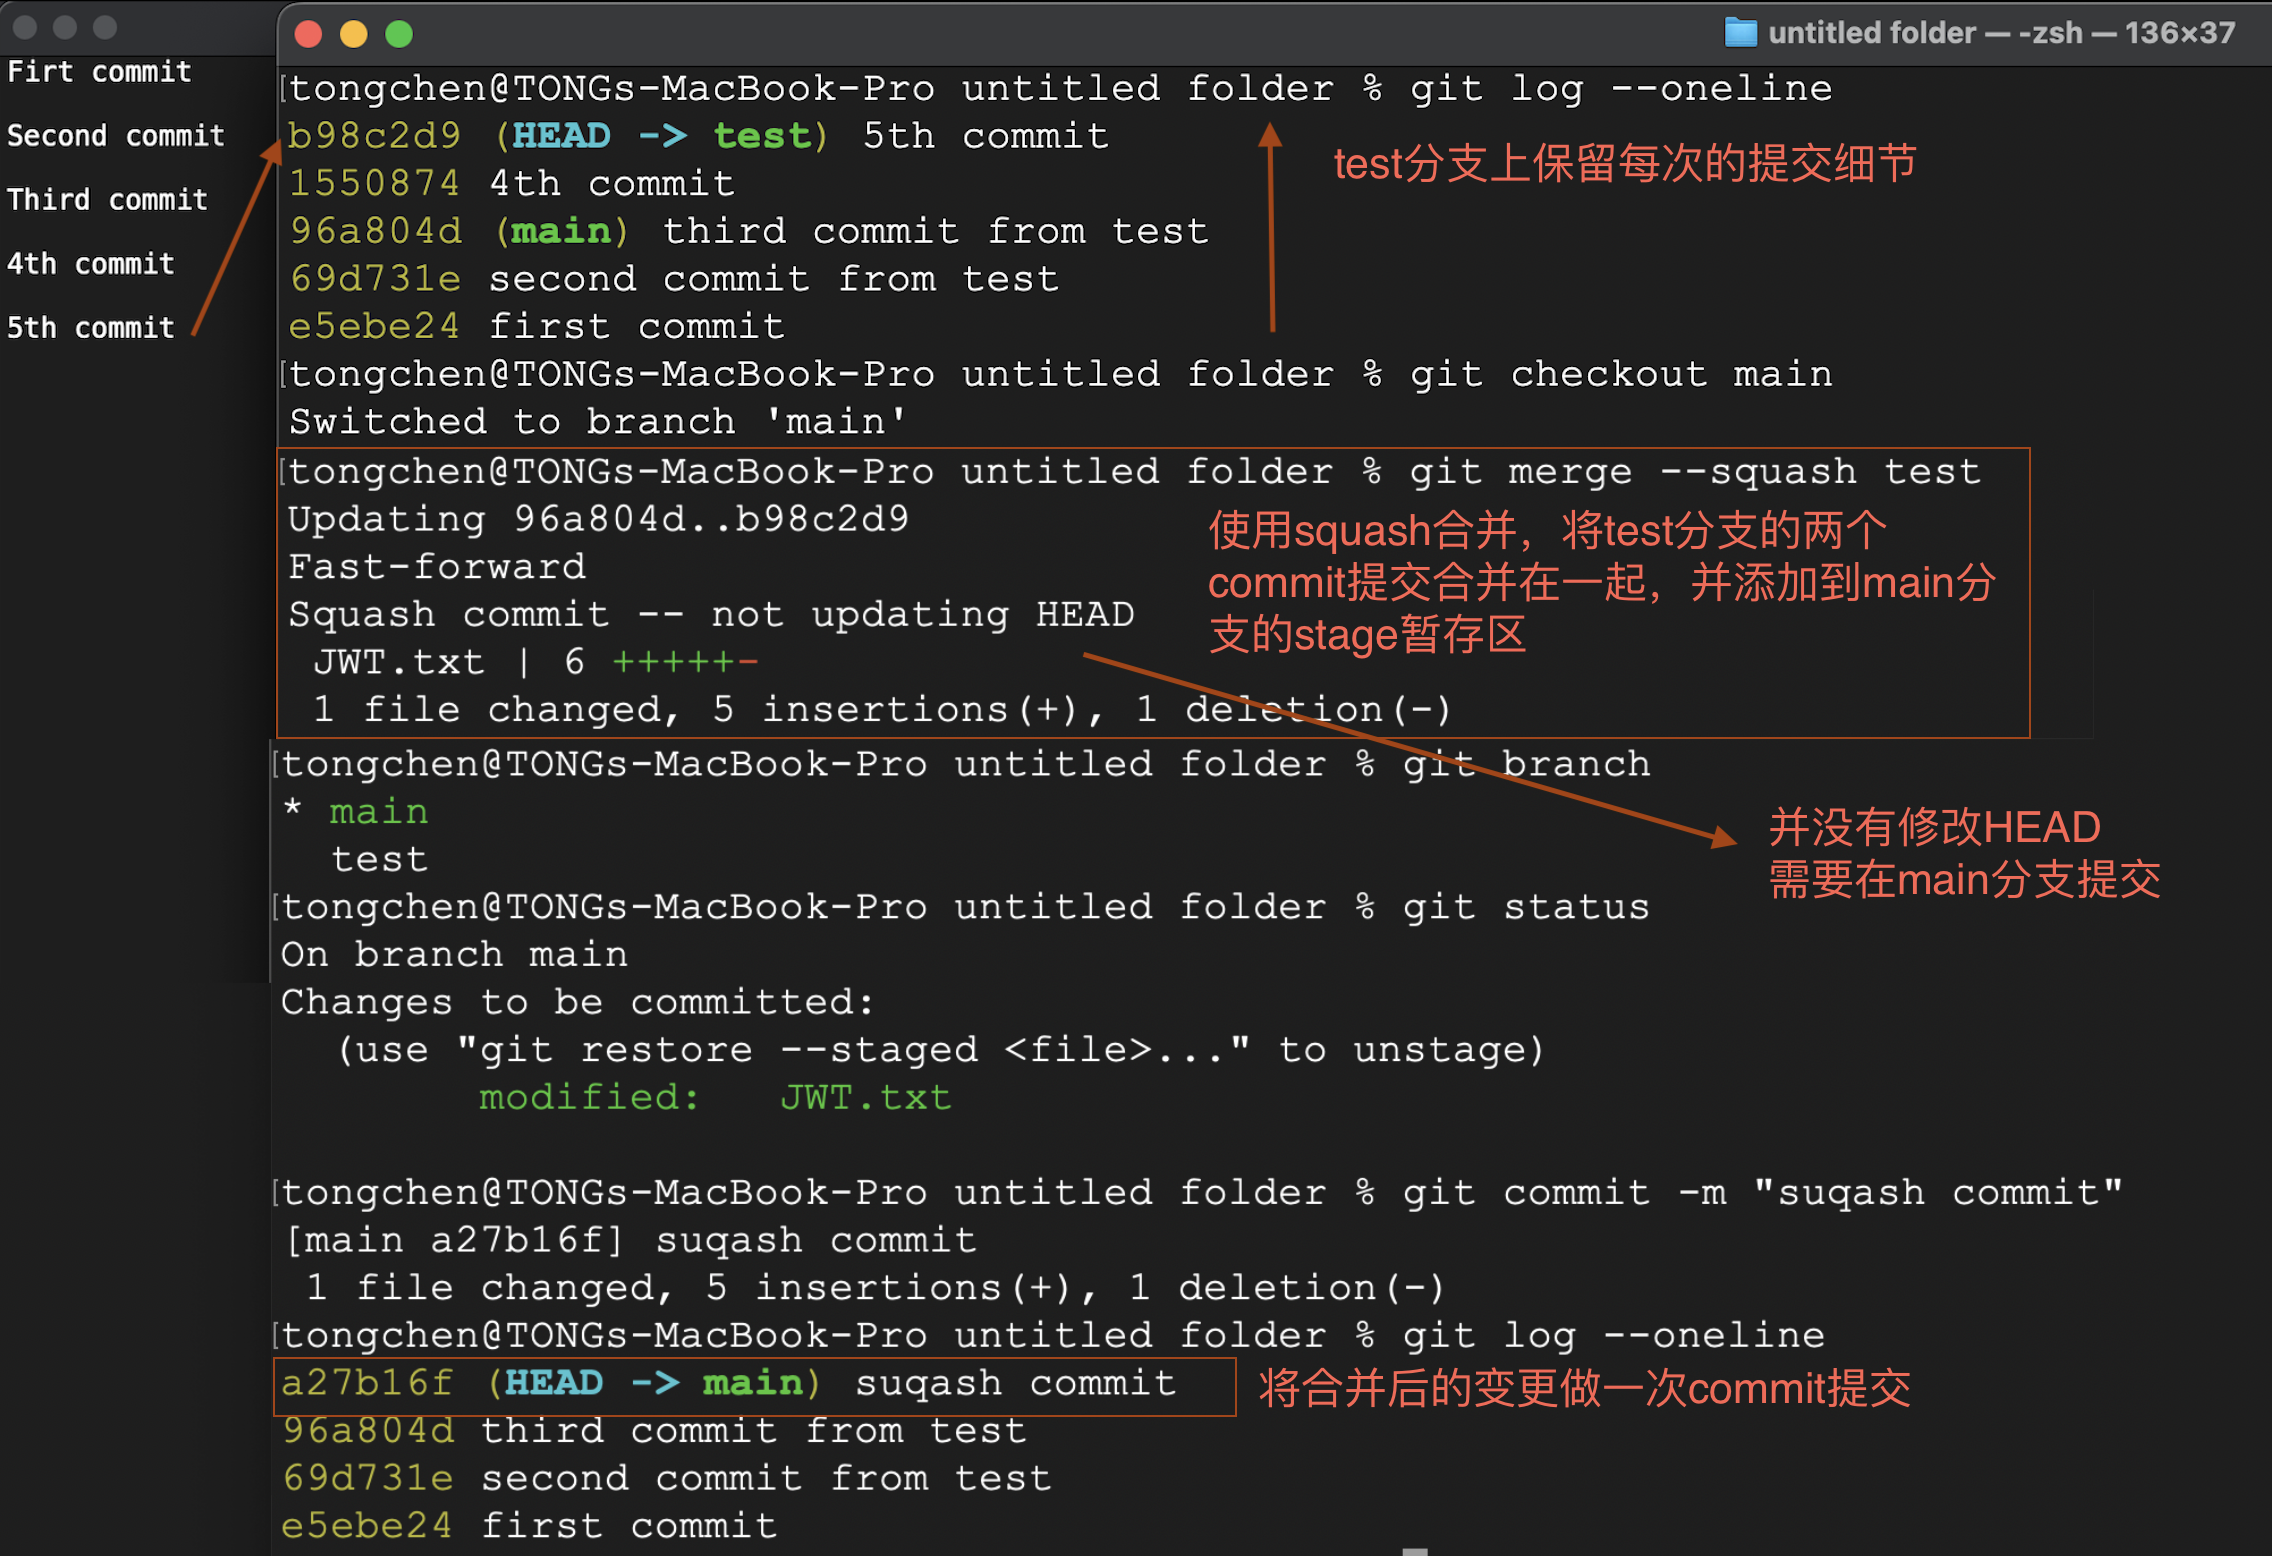 untitled folder — -zsh — 136×37
Firt commit
Second commit
Third commit
4th commit
5th commit
[tongchen@TONGs-MacBook-Pro untitled folder % git log --oneline
b98c2d9 (HEAD -> test) 5th commit
test分支上保留每次的提交细节
1550874 4th commit
96a804d (main) third commit from test
69d731e second commit from test
e5ebe24 first commit
[tongchen@TONGs-MacBook-Pro untitled folder % git checkout main
Switched to branch 'main'
[tongchen@TONGs-MacBook-Pro untitled folder % git merge --squash test
Updating 96a804d..b98c2d9
Fast-forward
Squash commit -- not updating HEAD
JWT.txt | 6 +++++-
1 file changed, 5 insertions(+), 1 deletion(-)
使用squash合并，将test分支的两个
commit提交合并在一起，并添加到main分
支的stage暂存区
[tongchen@TONGs-MacBook-Pro untitled folder % git branch
* main
test
并没有修改HEAD
需要在main分支提交
[tongchen@TONGs-MacBook-Pro untitled folder % git status
On branch main
Changes to be committed:
(use "git restore --staged <file>..." to unstage)
modified:   JWT.txt
[tongchen@TONGs-MacBook-Pro untitled folder % git commit -m "suqash commit"
[main a27b16f] suqash commit
1 file changed, 5 insertions(+), 1 deletion(-)
[tongchen@TONGs-MacBook-Pro untitled folder % git log --oneline
a27b16f (HEAD -> main) suqash commit
将合并后的变更做一次commit提交
96a804d third commit from test
69d731e second commit from test
e5ebe24 first commit